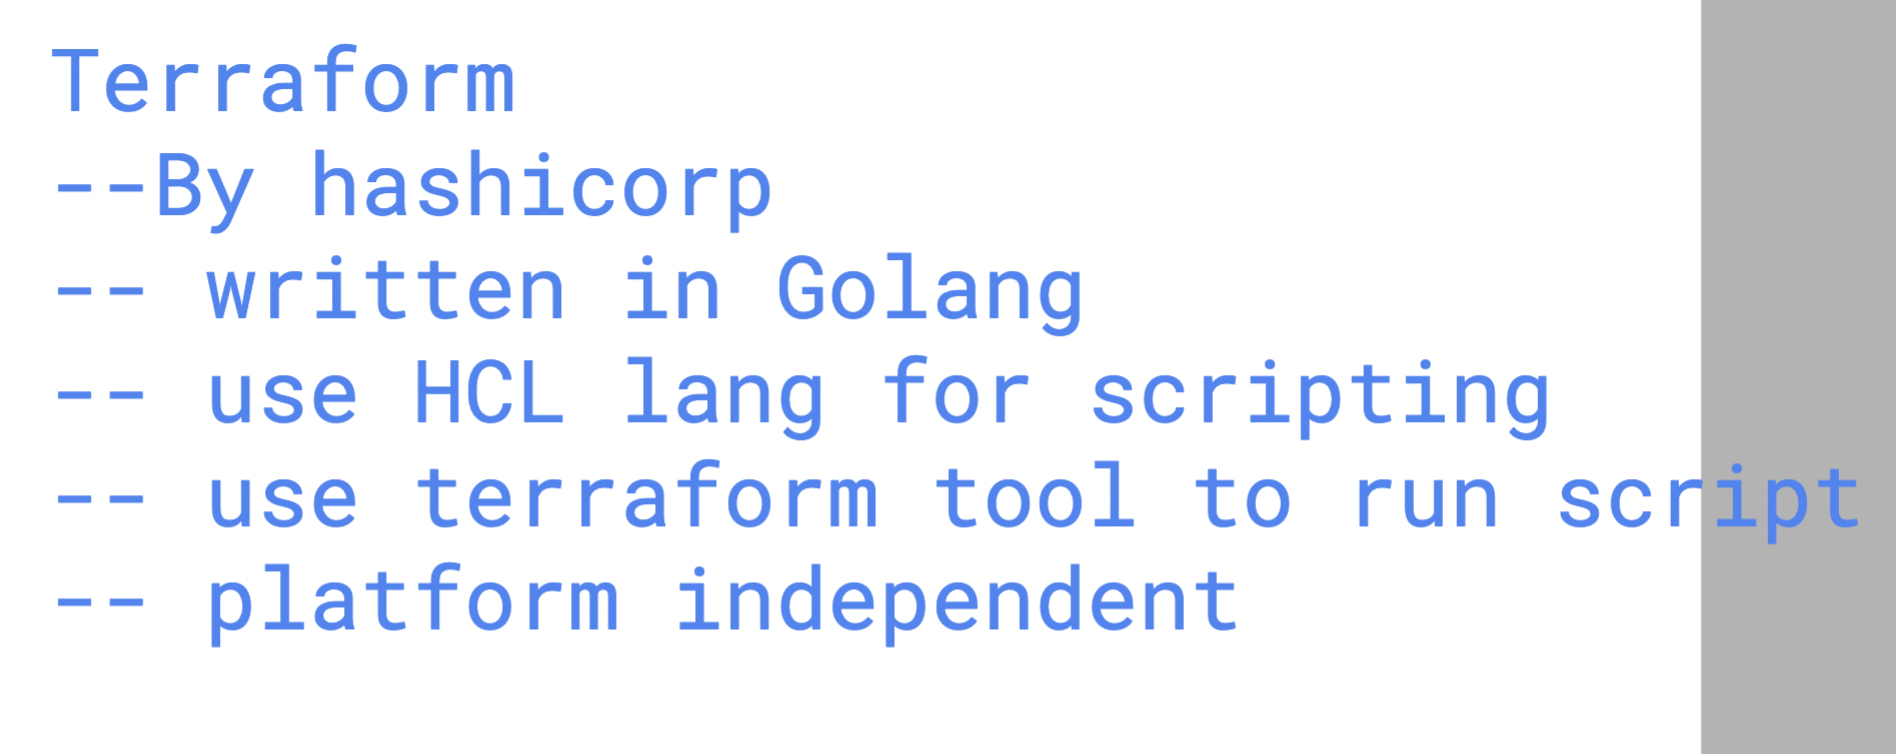 Terraform
--By hashicorp
-- written in Golang
-- use HCL lang for scripting
-- use terraform tool to run script
-- platform independent